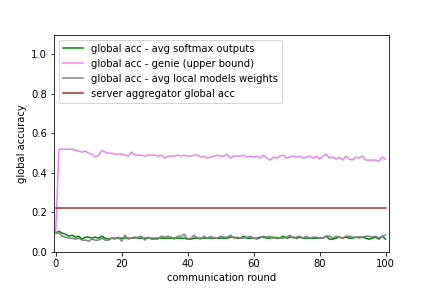 global acc - avg softmax outputs
global acc - genie (upper bound)
global acc - avg local models weights
server aggregator global acc
1.0
0.8
0.6
0.4
0.2
0.0
global accuracy
0 20 40 60 80 100
communication round